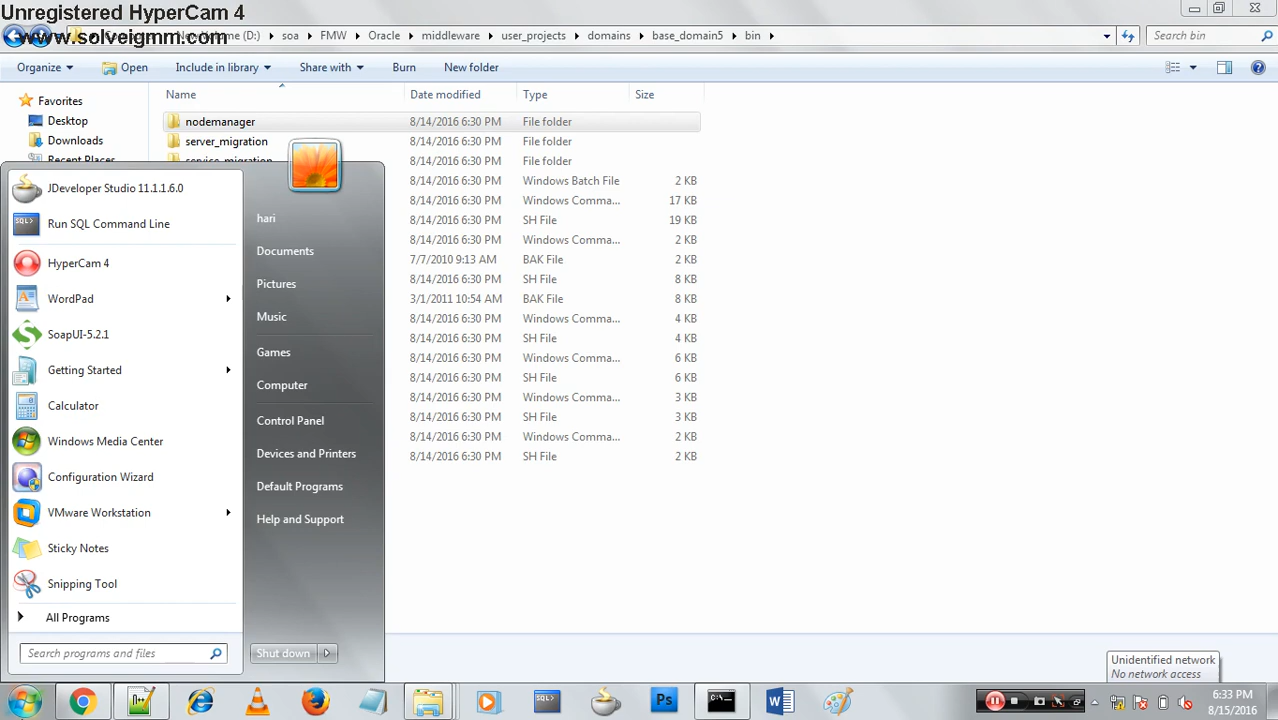 Unregistered HyperCam 4
www.solveigmm.com
(D:) soa FMW Oracle middleware user_projects domains base_domain5 bin Search bin
Organize Open Include in library Share with Burn New folder
Name Date modified Type Size
Favorites
Desktop
Downloads
Recent Places
nodemanager 8/14/2016 6:30 PM File folder
server_migration 8/14/2016 6:30 PM File folder
service_migration 8/14/2016 6:30 PM File folder
8/14/2016 6:30 PM Windows Batch File 2 KB
8/14/2016 6:30 PM Windows Comma... 17 KB
8/14/2016 6:30 PM SH File 19 KB
8/14/2016 6:30 PM Windows Comma... 2 KB
7/7/2010 9:13 AM BAK File 2 KB
8/14/2016 6:30 PM SH File 8 KB
3/1/2011 10:54 AM BAK File 8 KB
8/14/2016 6:30 PM Windows Comma... 4 KB
8/14/2016 6:30 PM SH File 4 KB
8/14/2016 6:30 PM Windows Comma... 6 KB
8/14/2016 6:30 PM SH File 6 KB
8/14/2016 6:30 PM Windows Comma... 3 KB
8/14/2016 6:30 PM SH File 3 KB
8/14/2016 6:30 PM Windows Comma... 2 KB
8/14/2016 6:30 PM SH File 2 KB
JDeveloper Studio 11.1.1.6.0
Run SQL Command Line
HyperCam 4
WordPad
SoapUI-5.2.1
Getting Started
Calculator
Windows Media Center
Configuration Wizard
VMware Workstation
Sticky Notes
Snipping Tool
All Programs
Search programs and files
hari
Documents
Pictures
Music
Games
Computer
Control Panel
Devices and Printers
Default Programs
Help and Support
Shut down
Unidentified network
No network access
6:33 PM
8/15/2016